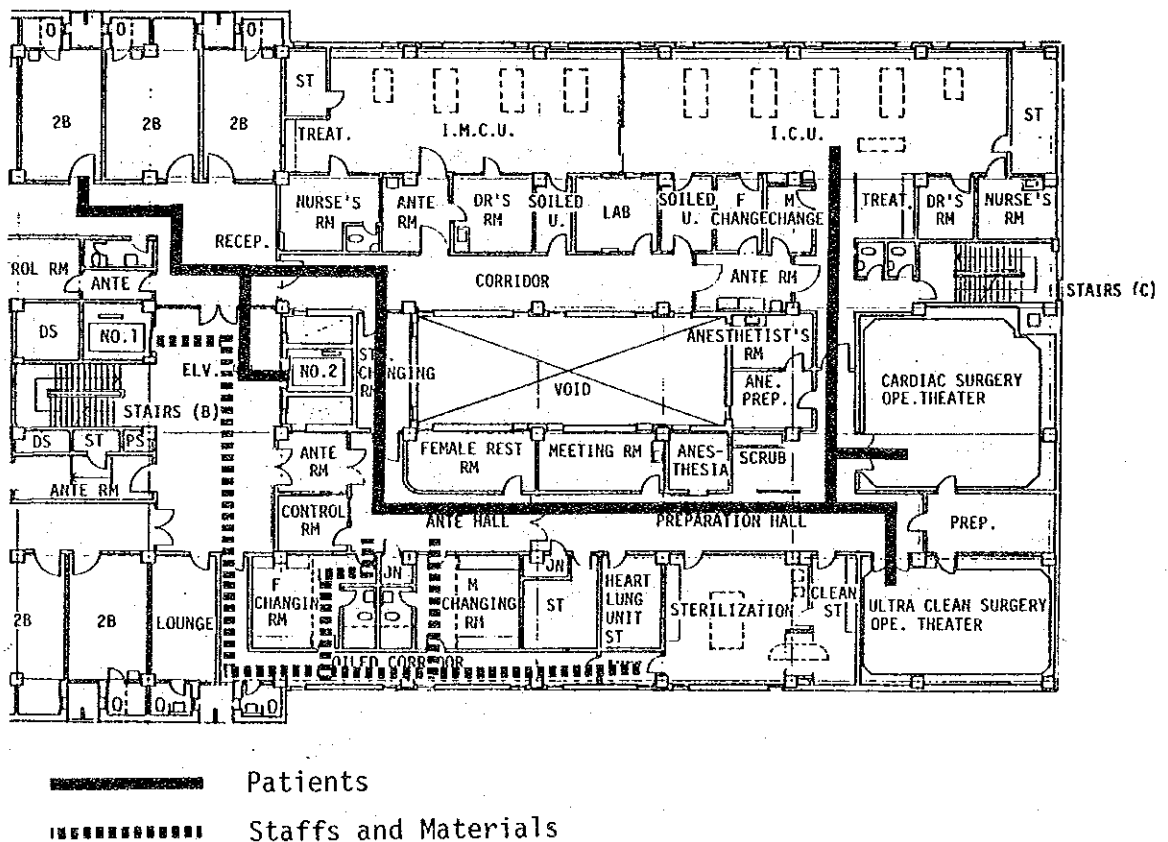 ST
2B
2B
2B
TREAT.
I.M.C.U.
I.C.U.
ST
NURSE'S
RM
ANTE
RM
DR'S
RM
SOILED
U.
LAB
SOILED
U.
F
CHANGE
M
CHANGE
TREAT.
DR'S
RM
NURSE'S
RM
RECEP.
ROL RM
ANTE
CORRIDOR
ANTE RM
STAIRS (C)
DS
NO.1
ELV.
NO.2
CHANGING
VOID
ANESTHETIST'S
RM
ANE.
PREP.
CARDIAC SURGERY
OPE.THEATER
STAIRS (B)
DS
ST
PS
ANTE RM
ANTE
RM
FEMALE REST
RM
MEETING RM
ANES-
THESIA
SCRUB
CONTROL
RM
ANTE HALL
PREPARATION HALL
PREP.
2B
2B
LOUNGE
F
CHANGIN
RM
JN
M
CHANGING
RM
JN
ST
HEART
LUNG
UNIT
ST
STERILIZATION
CLEAN
ST
ULTRA CLEAN SURGERY
OPE. THEATER
OILED CORRIDOR
Patients
Staffs and Materials